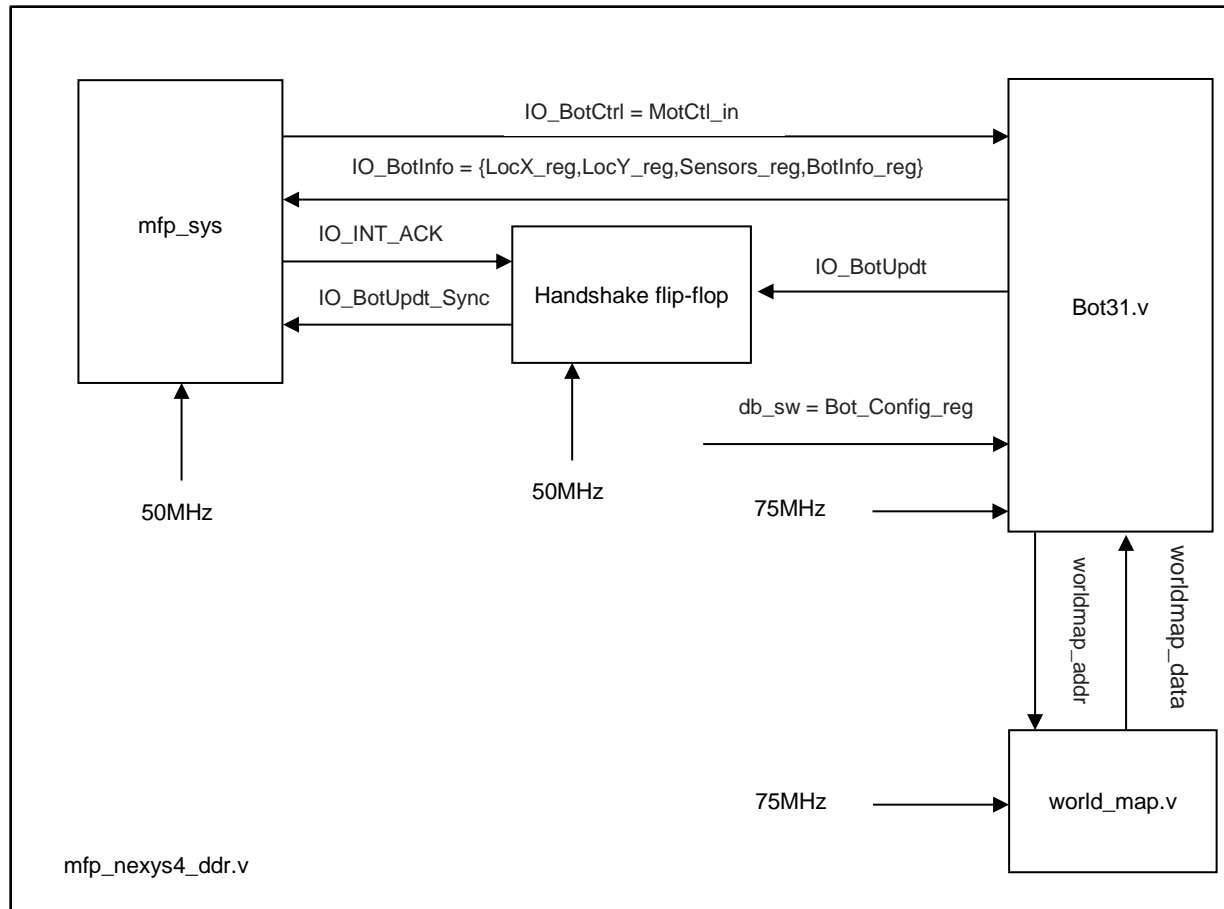 IO_BotCtrl = MotCtl_in
IO_BotInfo = {LocX_reg,LocY_reg,Sensors_reg,BotInfo_reg}
mfp_sys
IO_INT_ACK
IO_BotUpdt
IO_BotUpdt_Sync
Handshake flip-flop
Bot31.v
db_sw = Bot_Config_reg
50MHz
50MHz
75MHz
worldmap_addr
worldmap_data
75MHz
world_map.v
mfp_nexys4_ddr.v